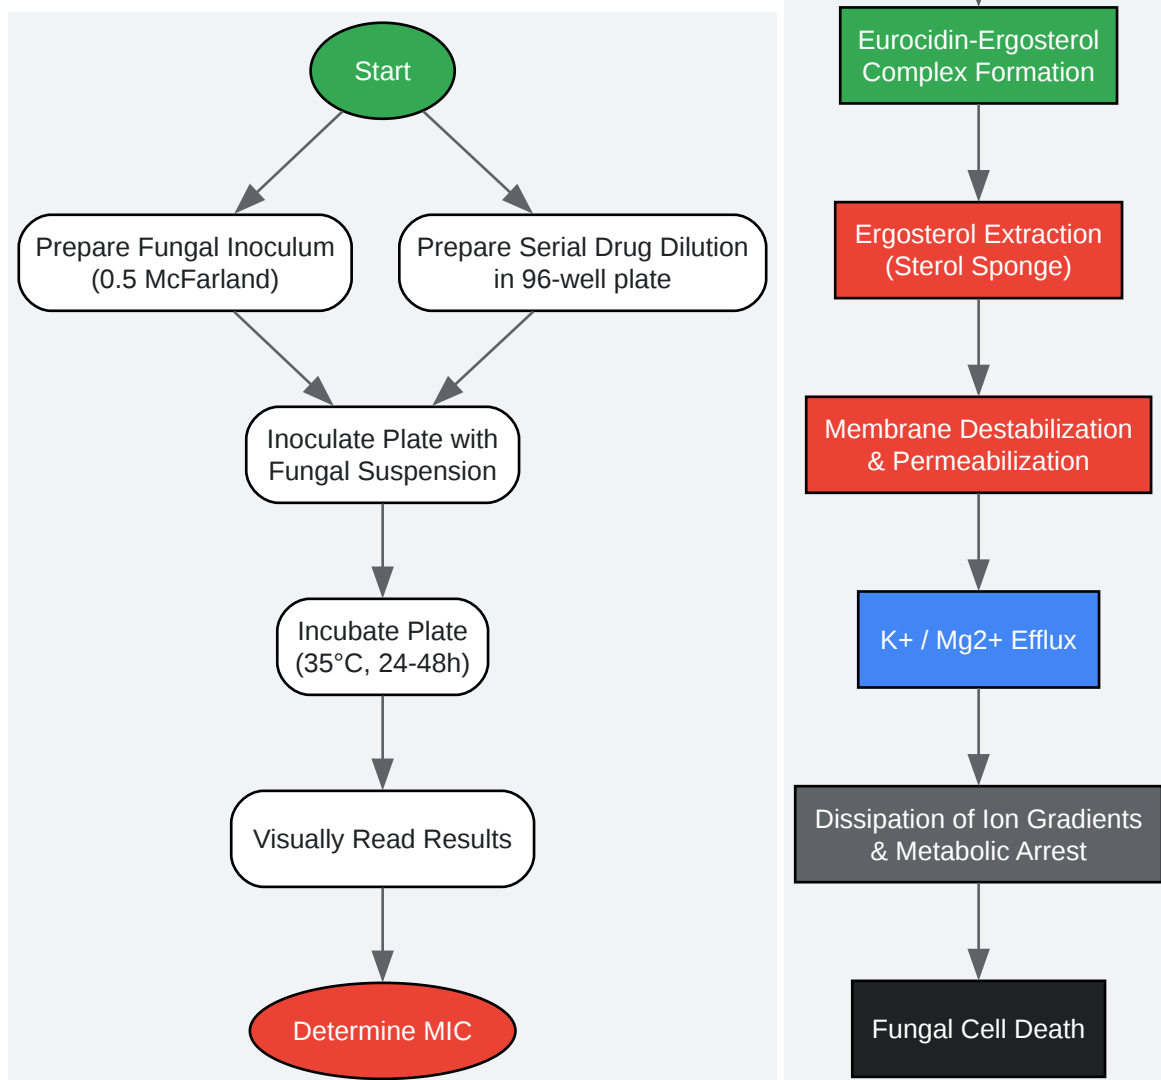 Start
Prepare Fungal Inoculum
(0.5 McFarland)
Prepare Serial Drug Dilution
in 96-well plate
Inoculate Plate with
Fungal Suspension
Incubate Plate
(35°C, 24-48h)
Visually Read Results
Determine MIC
Eurocidin-Ergosterol
Complex Formation
Ergosterol Extraction
(Sterol Sponge)
Membrane Destabilization
& Permeabilization
K+ / Mg2+ Efflux
Dissipation of Ion Gradients
& Metabolic Arrest
Fungal Cell Death